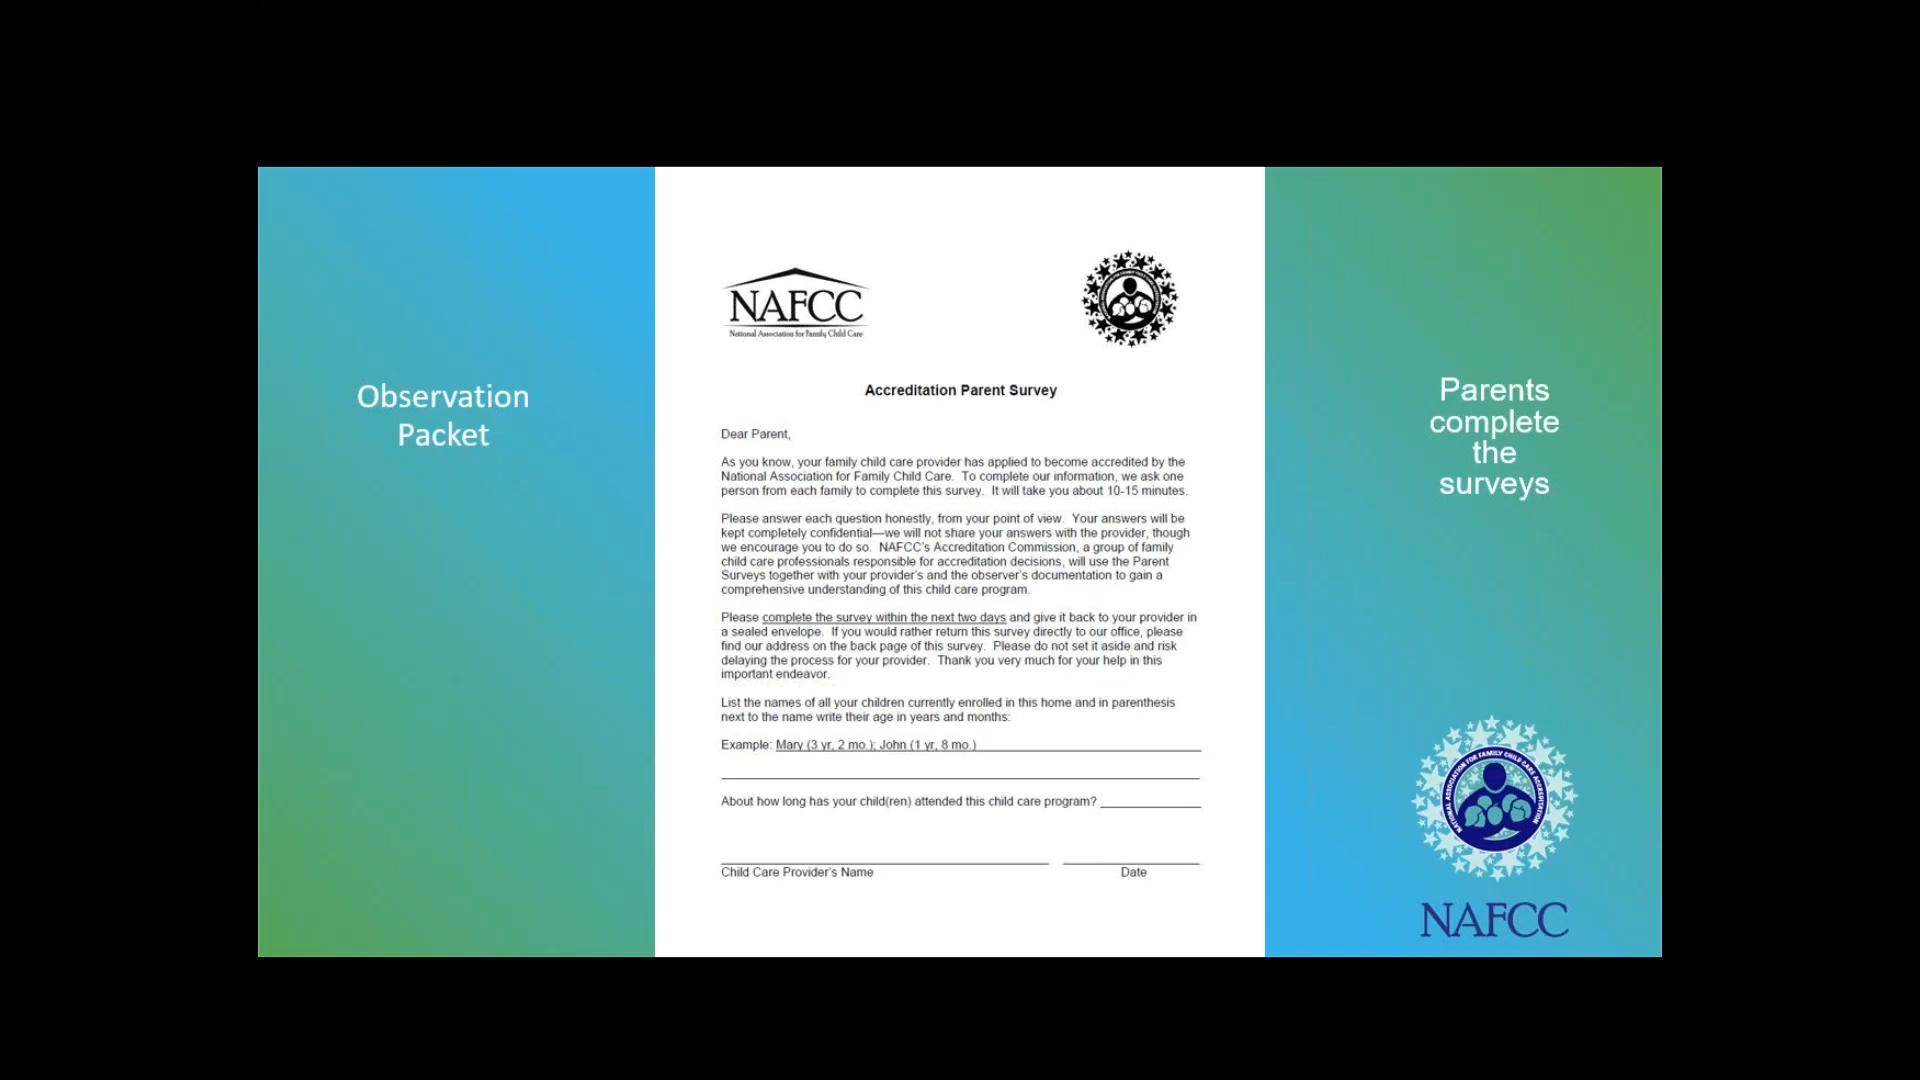 Observation
Packet
NAFCC
National Association for Family Child Care
Accreditation Parent Survey
Dear Parent,
As you know, your family child care provider has applied to become accredited by the
National Association for Family Child Care.  To complete our information, we ask one
person from each family to complete this survey.  It will take you about 10-15 minutes.
Please answer each question honestly, from your point of view.  Your answers will be
kept completely confidential—we will not share your answers with the provider, though
we encourage you to do so.  NAFCC's Accreditation Commission, a group of family
child care professionals responsible for accreditation decisions, will use the Parent
Surveys together with your provider's and the observer's documentation to gain a
comprehensive understanding of this child care program.
Please complete the survey within the next two days and give it back to your provider in
a sealed envelope.  If you would rather return this survey directly to our office, please
find our address on the back page of this survey.  Please do not set it aside and risk
delaying the process for your provider.  Thank you very much for your help in this
important endeavor.
List the names of all your children currently enrolled in this home and in parenthesis
next to the name write their age in years and months:
Example: Mary (3 yr, 2 mo.); John (1 yr, 8 mo.)
About how long has your child(ren) attended this child care program?
Child Care Provider's Name
Date
Parents
complete
the
surveys
NATIONAL ASSOCIATION FOR FAMILY CHILD CARE ACCREDITATION
NAFCC